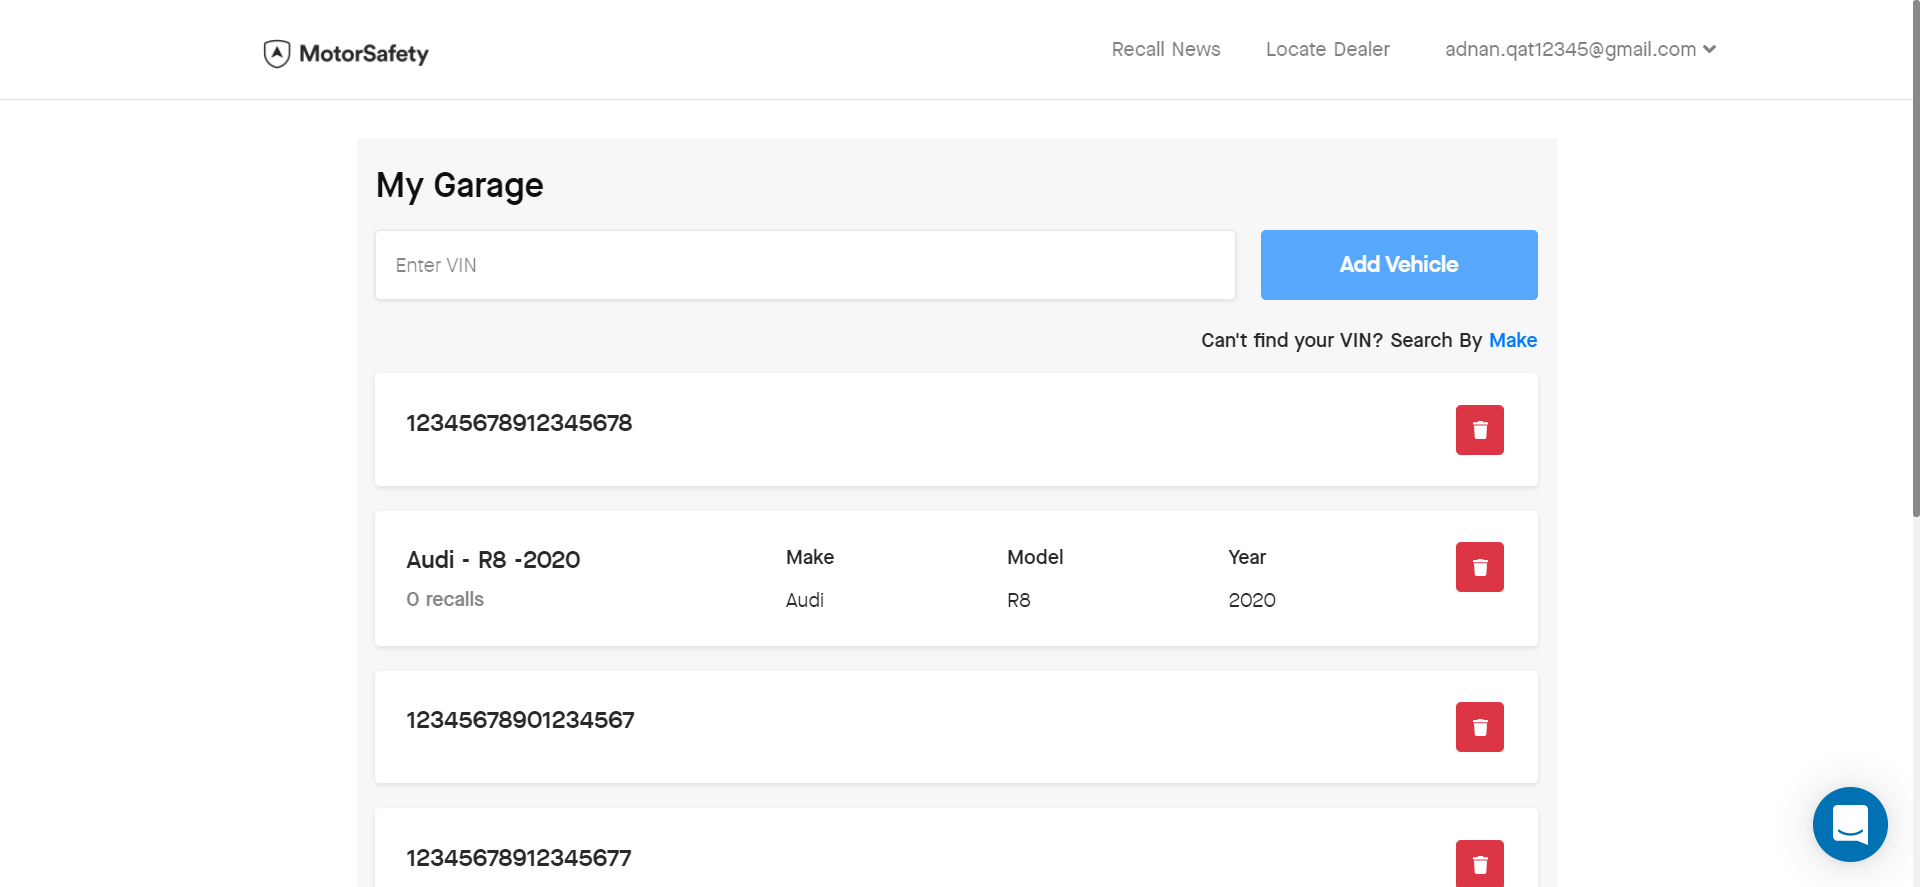 MotorSafety
Recall News
Locate Dealer
adnan.qat12345@gmail.com
My Garage
Enter VIN
Add Vehicle
Can't find your VIN? Search By Make
12345678912345678
Audi - R8 -2020
0 recalls
Make
Audi
Model
R8
Year
2020
12345678901234567
12345678912345677